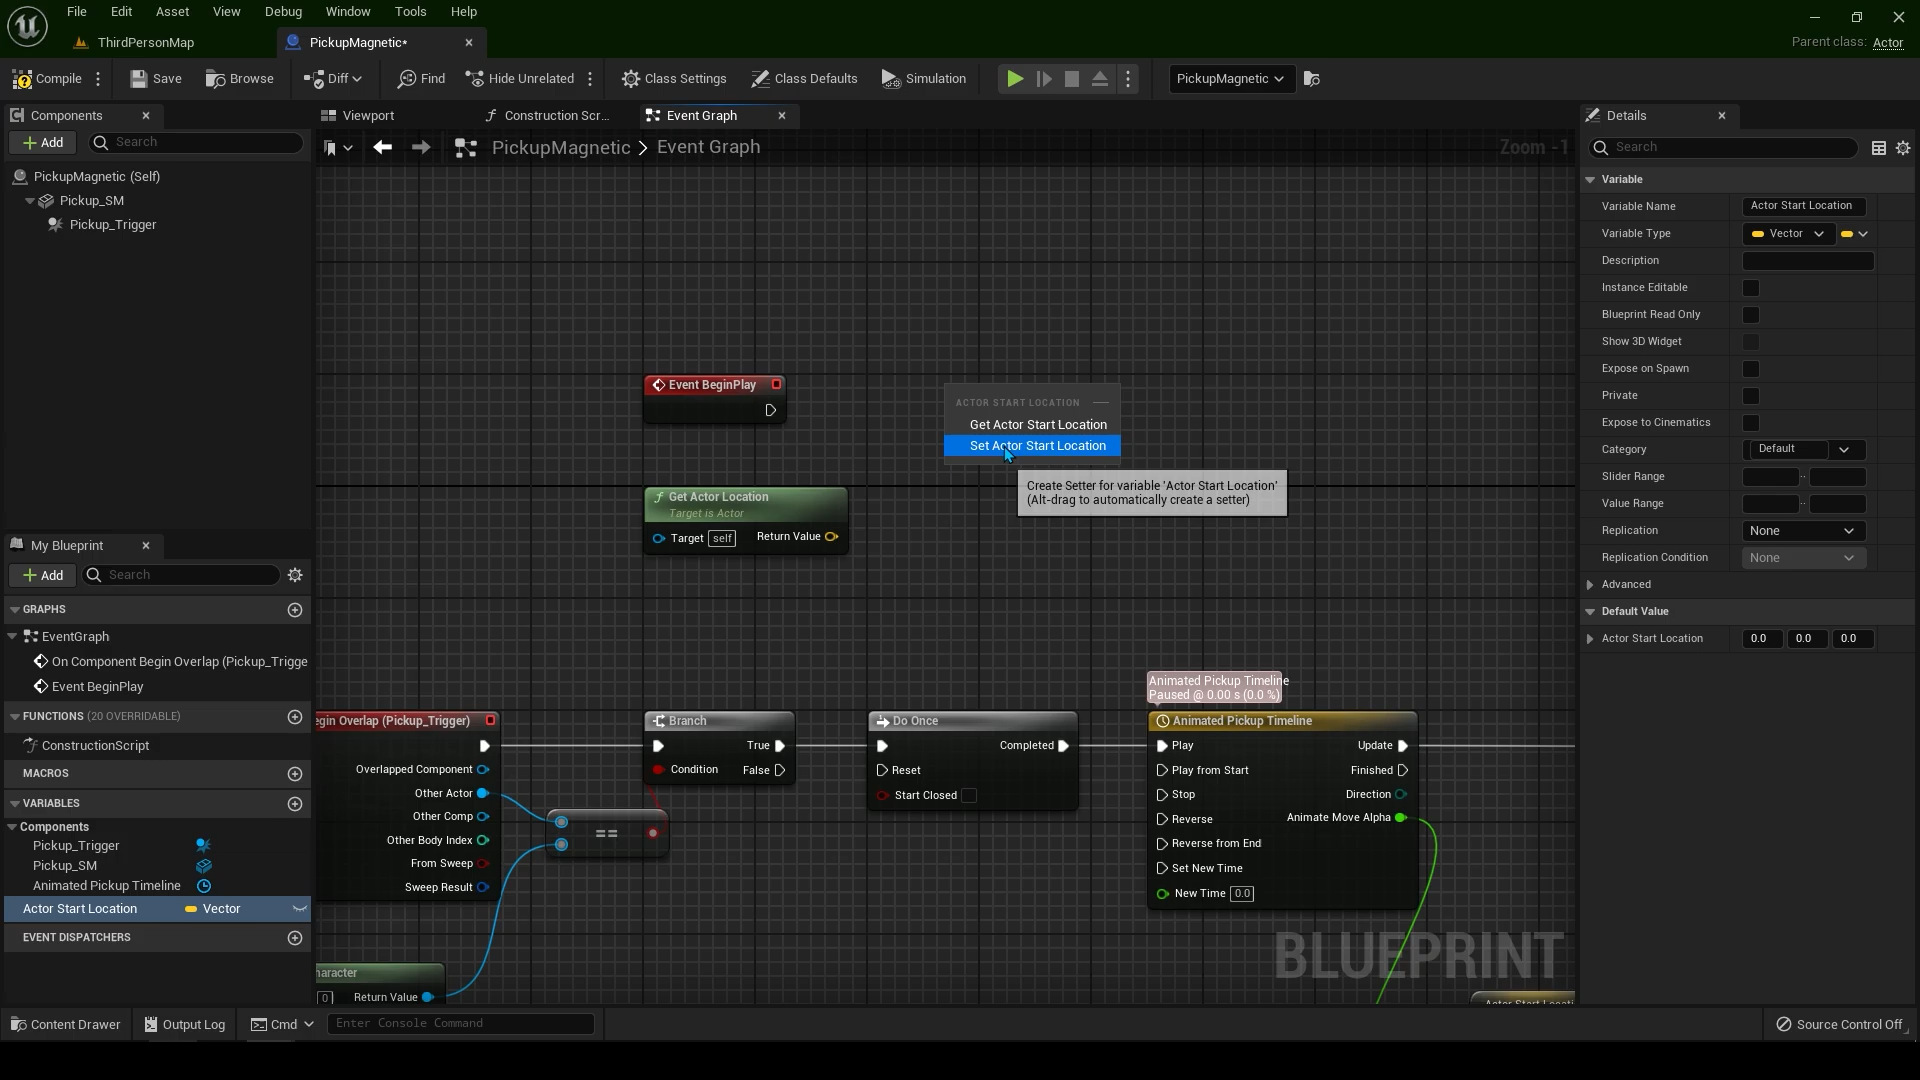 File Edit Asset View Debug Window Tools Help
ThirdPersonMap
PickupMagnetic*
Parent class: Actor
Compile
Save
Browse
Diff
Find
Hide Unrelated
Class Settings
Class Defaults
Simulation
PickupMagnetic
Components
Add
Search
PickupMagnetic (Self)
Pickup_SM
Pickup_Trigger
My Blueprint
Add
Search
GRAPHS
EventGraph
On Component Begin Overlap (Pickup_Trigge
Event BeginPlay
FUNCTIONS (20 OVERRIDABLE)
ConstructionScript
MACROS
VARIABLES
Components
Pickup_Trigger
Pickup_SM
Animated Pickup Timeline
Actor Start Location Vector
EVENT DISPATCHERS
Viewport
Construction Scr...
Event Graph
PickupMagnetic > Event Graph
Zoom -1
Event BeginPlay
ACTOR START LOCATION
Get Actor Start Location
Set Actor Start Location
Create Setter for variable 'Actor Start Location'
(Alt-drag to automatically create a setter)
Get Actor Location
Target is Actor
Target self Return Value
egin Overlap (Pickup_Trigger)
Overlapped Component
Other Actor
Other Comp
Other Body Index
From Sweep
Sweep Result
Branch
True
Condition False
==
Do Once
Completed
Reset
Start Closed
Animated Pickup Timeline
Paused @ 0.00 s (0.0 %)
Animated Pickup Timeline
Play Update
Play from Start Finished
Stop Direction
Reverse Animate Move Alpha
Reverse from End
Set New Time
New Time 0.0
haracter
0 Return Value
Actor Start Locati
BLUEPRINT
Details
Search
Variable
Variable Name Actor Start Location
Variable Type Vector
Description
Instance Editable
Blueprint Read Only
Show 3D Widget
Expose on Spawn
Private
Expose to Cinematics
Category Default
Slider Range ..
Value Range ..
Replication None
Replication Condition None
Advanced
Default Value
Actor Start Location 0.0 0.0 0.0
Content Drawer
Output Log
Cmd
Enter Console Command
Source Control Off